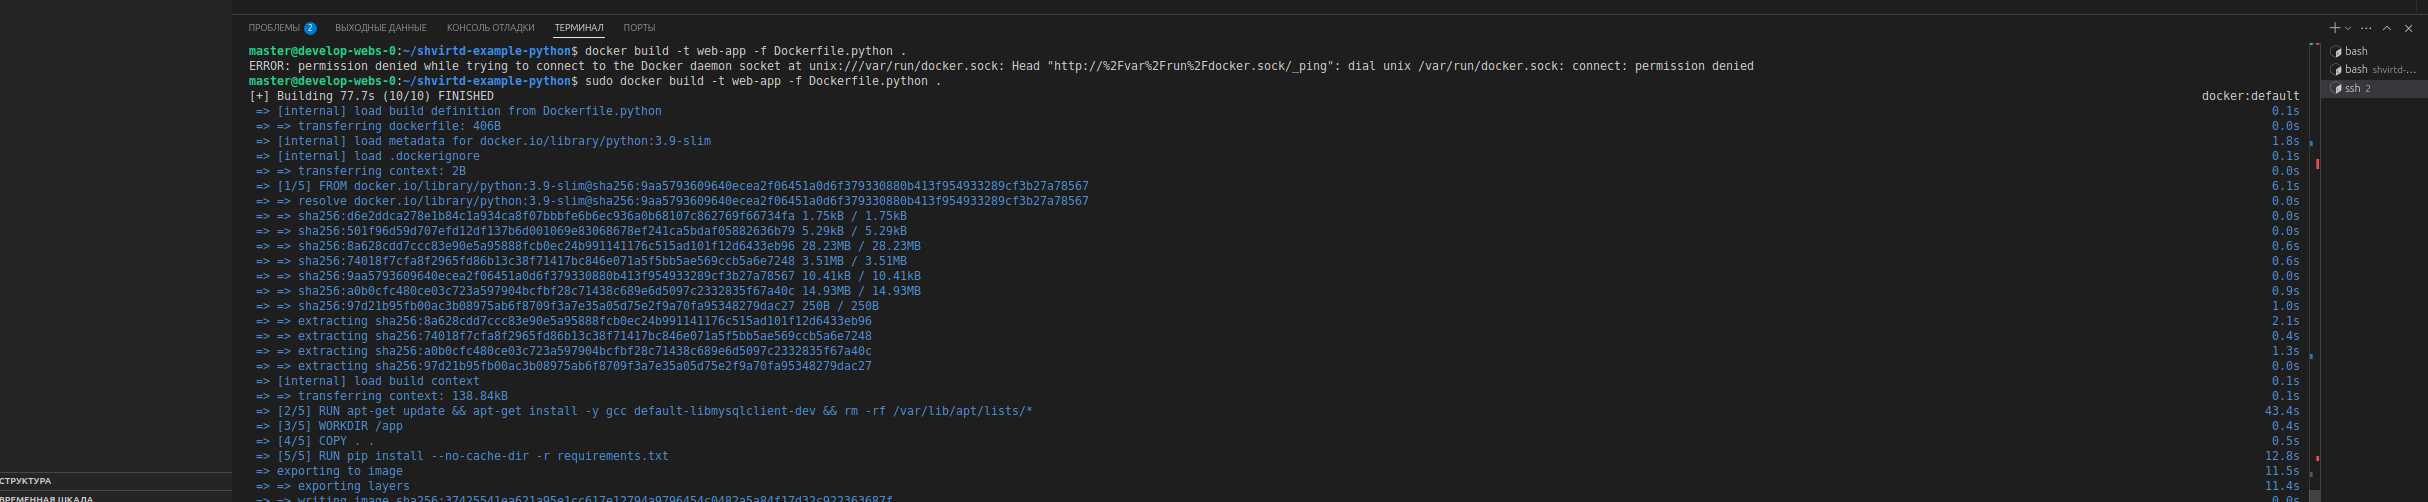 ПРОБЛЕМЫ 2 ВЫХОДНЫЕ ДАННЫЕ КОНСОЛЬ ОТЛАДКИ ТЕРМИНАЛ ПОРТЫ
master@develop-webs-0:~/shvirtd-example-python$ docker build -t web-app -f Dockerfile.python .
ERROR: permission denied while trying to connect to the Docker daemon socket at unix:///var/run/docker.sock: Head "http://%2Fvar%2Frun%2Fdocker.sock/_ping": dial unix /var/run/docker.sock: connect: permission denied
master@develop-webs-0:~/shvirtd-example-python$ sudo docker build -t web-app -f Dockerfile.python .
[+] Building 77.7s (10/10) FINISHED docker:default
=> [internal] load build definition from Dockerfile.python 0.1s
=> => transferring dockerfile: 406B 0.0s
=> [internal] load metadata for docker.io/library/python:3.9-slim 1.8s
=> [internal] load .dockerignore 0.1s
=> => transferring context: 2B 0.0s
=> [1/5] FROM docker.io/library/python:3.9-slim@sha256:9aa5793609640ecea2f06451a0d6f379330880b413f954933289cf3b27a78567 6.1s
=> => resolve docker.io/library/python:3.9-slim@sha256:9aa5793609640ecea2f06451a0d6f379330880b413f954933289cf3b27a78567 0.0s
=> => sha256:d6e2ddca278e1b84c1a934ca8f07bbbfe6b6ec936a0b68107c862769f66734fa 1.75kB / 1.75kB 0.0s
=> => sha256:501f96d59d707efd12df137b6d001069e83068678ef241ca5bdaf05882636b79 5.29kB / 5.29kB 0.0s
=> => sha256:8a628cdd7ccc83e90e5a95888fcb0ec24b991141176c515ad101f12d6433eb96 28.23MB / 28.23MB 0.6s
=> => sha256:74018f7cfa8f2965fd86b13c38f71417bc846e071a5f5bb5ae569ccb5a6e7248 3.51MB / 3.51MB 0.6s
=> => sha256:9aa5793609640ecea2f06451a0d6f379330880b413f954933289cf3b27a78567 10.41kB / 10.41kB 0.0s
=> => sha256:a0b0cfc480ce03c723a597904bcfbf28c71438c689e6d5097c2332835f67a40c 14.93MB / 14.93MB 0.9s
=> => sha256:97d21b95fb00ac3b08975ab6f8709f3a7e35a05d75e2f9a70fa95348279dac27 250B / 250B 1.0s
=> => extracting sha256:8a628cdd7ccc83e90e5a95888fcb0ec24b991141176c515ad101f12d6433eb96 2.1s
=> => extracting sha256:74018f7cfa8f2965fd86b13c38f71417bc846e071a5f5bb5ae569ccb5a6e7248 0.4s
=> => extracting sha256:a0b0cfc480ce03c723a597904bcfbf28c71438c689e6d5097c2332835f67a40c 1.3s
=> => extracting sha256:97d21b95fb00ac3b08975ab6f8709f3a7e35a05d75e2f9a70fa95348279dac27 0.0s
=> [internal] load build context 0.1s
=> => transferring context: 138.84kB 0.1s
=> [2/5] RUN apt-get update && apt-get install -y gcc default-libmysqlclient-dev && rm -rf /var/lib/apt/lists/* 43.4s
=> [3/5] WORKDIR /app 0.4s
=> [4/5] COPY . . 0.5s
=> [5/5] RUN pip install --no-cache-dir -r requirements.txt 12.8s
=> exporting to image 11.5s
=> => exporting layers 11.4s
=> => writing image sha256:37425541ea621a95e1cc617e12794a9796454c0482a5a84f17d32c922363687f 0.0s
bash
bash shvirtd-...
ssh 2
СТРУКТУРА
ВРЕМЕННАЯ ШКАЛА